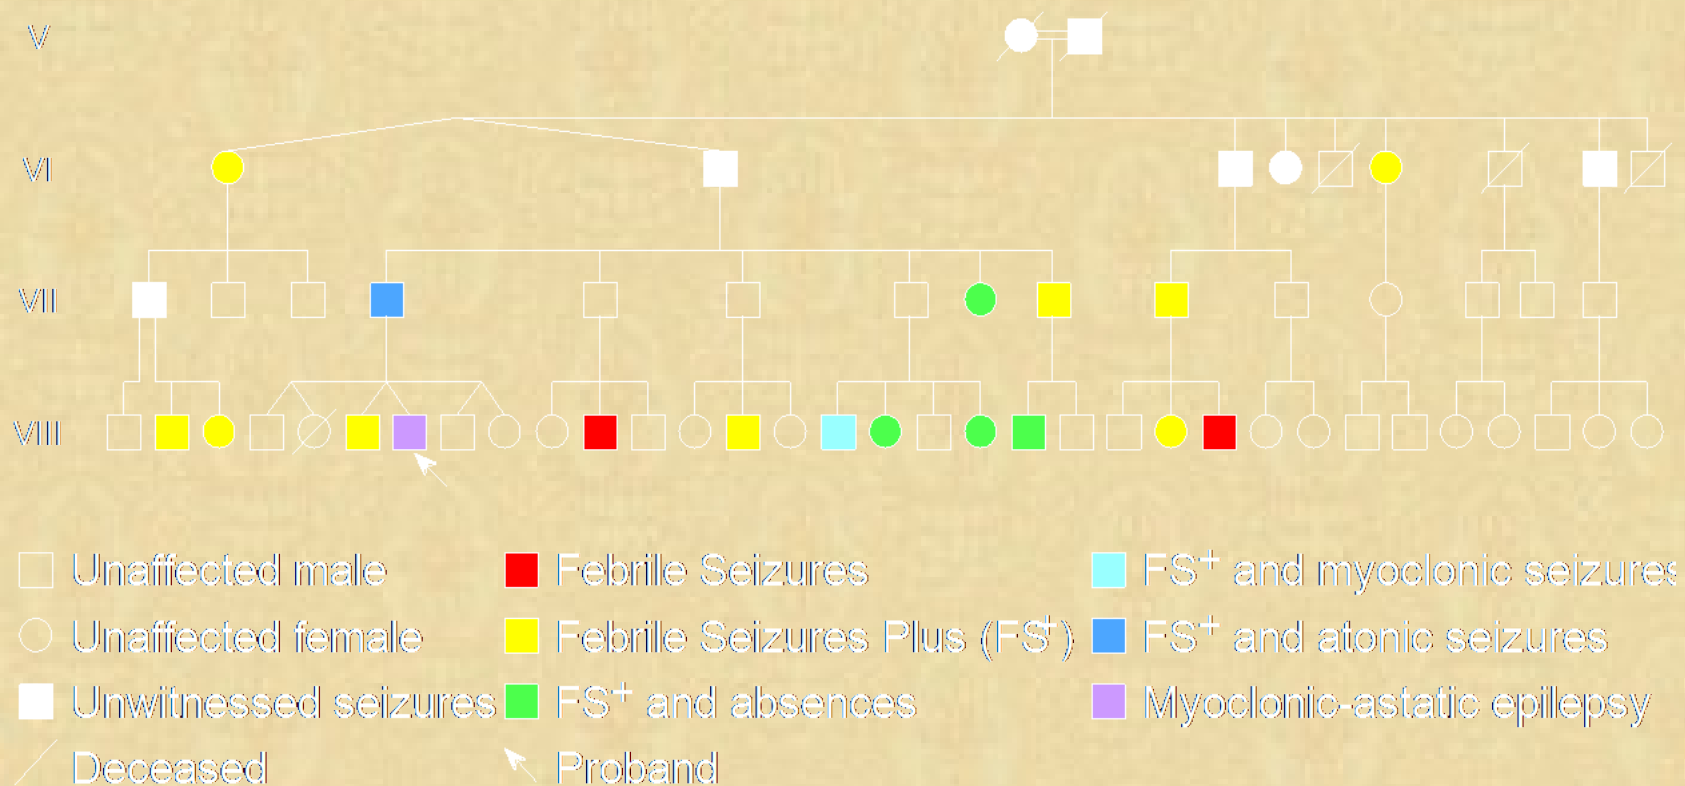 V
VI
VII
VIII
Unaffected male
Febrile Seizures
FS+ and myoclonic seizures
Unaffected female
Febrile Seizures Plus (FS+)
FS+ and atonic seizures
Unwitnessed seizures
FS+ and absences
Myoclonic-astatic epilepsy
Deceased
Proband